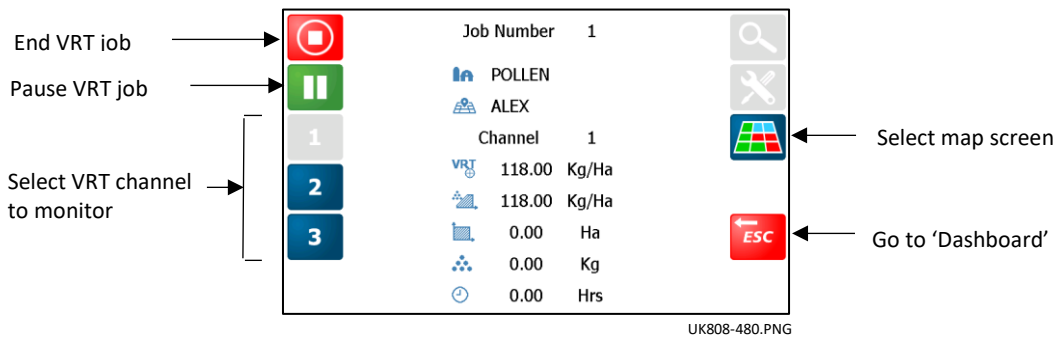 End VRT job
Pause VRT job
Select VRT channel
to monitor
1
2
3
Job Number 1
POLLEN
ALEX
Channel 1
VRT 118.00 Kg/Ha
118.00 Kg/Ha
0.00 Ha
0.00 Kg
0.00 Hrs
ESC
Select map screen
Go to ‘Dashboard’
UK808-480.PNG